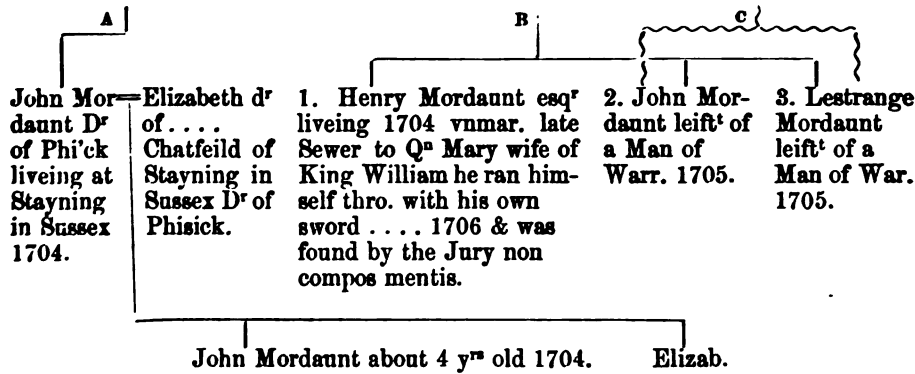 A
B
C
John Mor-
daunt Dʳ
of Phi'ck
liveing at
Stayning
in Sussex
1704.
Elizabeth dʳ
of....
Chatfeild of
Stayning in
Sussex Dʳ of
Phisick.
1. Henry Mordaunt esqʳ
liveing 1704 vnmar. late
Sewer to Qⁿ Mary wife of
King William he ran him-
self thro. with his own
sword .... 1706 & was
found by the Jury non
compos mentis.
2. John Mor-
daunt leiftᵗ of
a Man of
Warr. 1705.
3. Lestrange
Mordaunt
leiftᵗ of a
Man of War.
1705.
John Mordaunt about 4 yʳˢ old 1704.
Elizab.